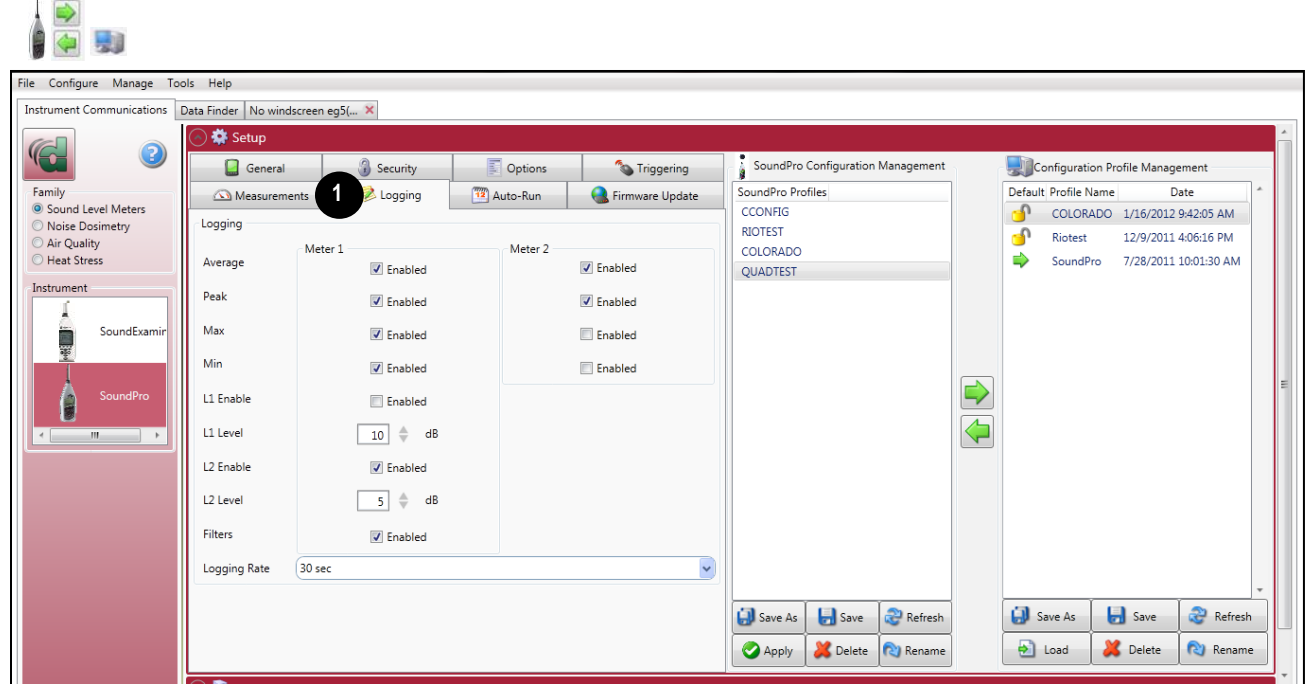 File Configure Manage Tools Help
Instrument Communications Data Finder No windscreen eg5(...
Setup
General Security Options Triggering
Measurements 1 Logging 12 Auto-Run Firmware Update
Family
Sound Level Meters
Noise Dosimetry
Air Quality
Heat Stress
Instrument
SoundExamin
SoundPro
Logging
Meter 1 Meter 2
Average Enabled Enabled
Peak Enabled Enabled
Max Enabled Enabled
Min Enabled Enabled
L1 Enable Enabled
L1 Level 10 dB
L2 Enable Enabled
L2 Level 5 dB
Filters Enabled
Logging Rate 30 sec
SoundPro Configuration Management
SoundPro Profiles
CCONFIG
RIOTEST
COLORADO
QUADTEST
Save As Save Refresh
Apply Delete Rename
Configuration Profile Management
Default Profile Name Date
COLORADO 1/16/2012 9:42:05 AM
Riotest 12/9/2011 4:06:16 PM
SoundPro 7/28/2011 10:01:30 AM
Save As Save Refresh
Load Delete Rename